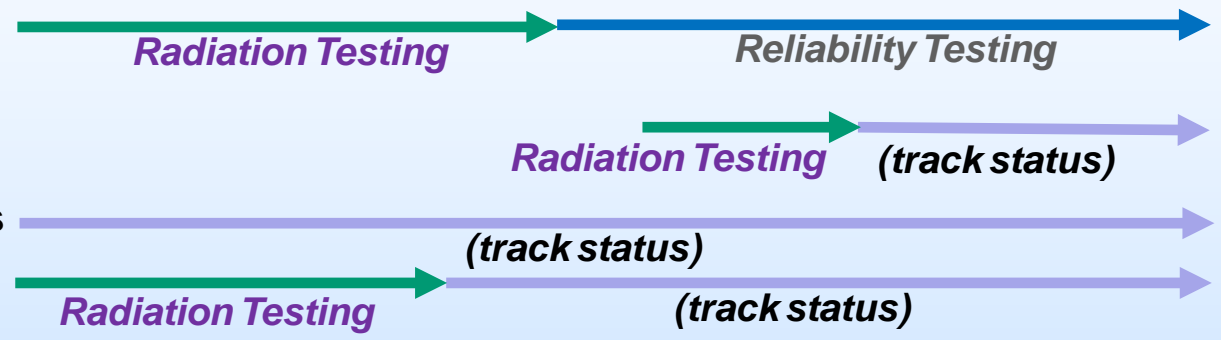 Radiation Testing
Reliability Testing
Radiation Testing
(track status)
s
(track status)
Radiation Testing
(track status)